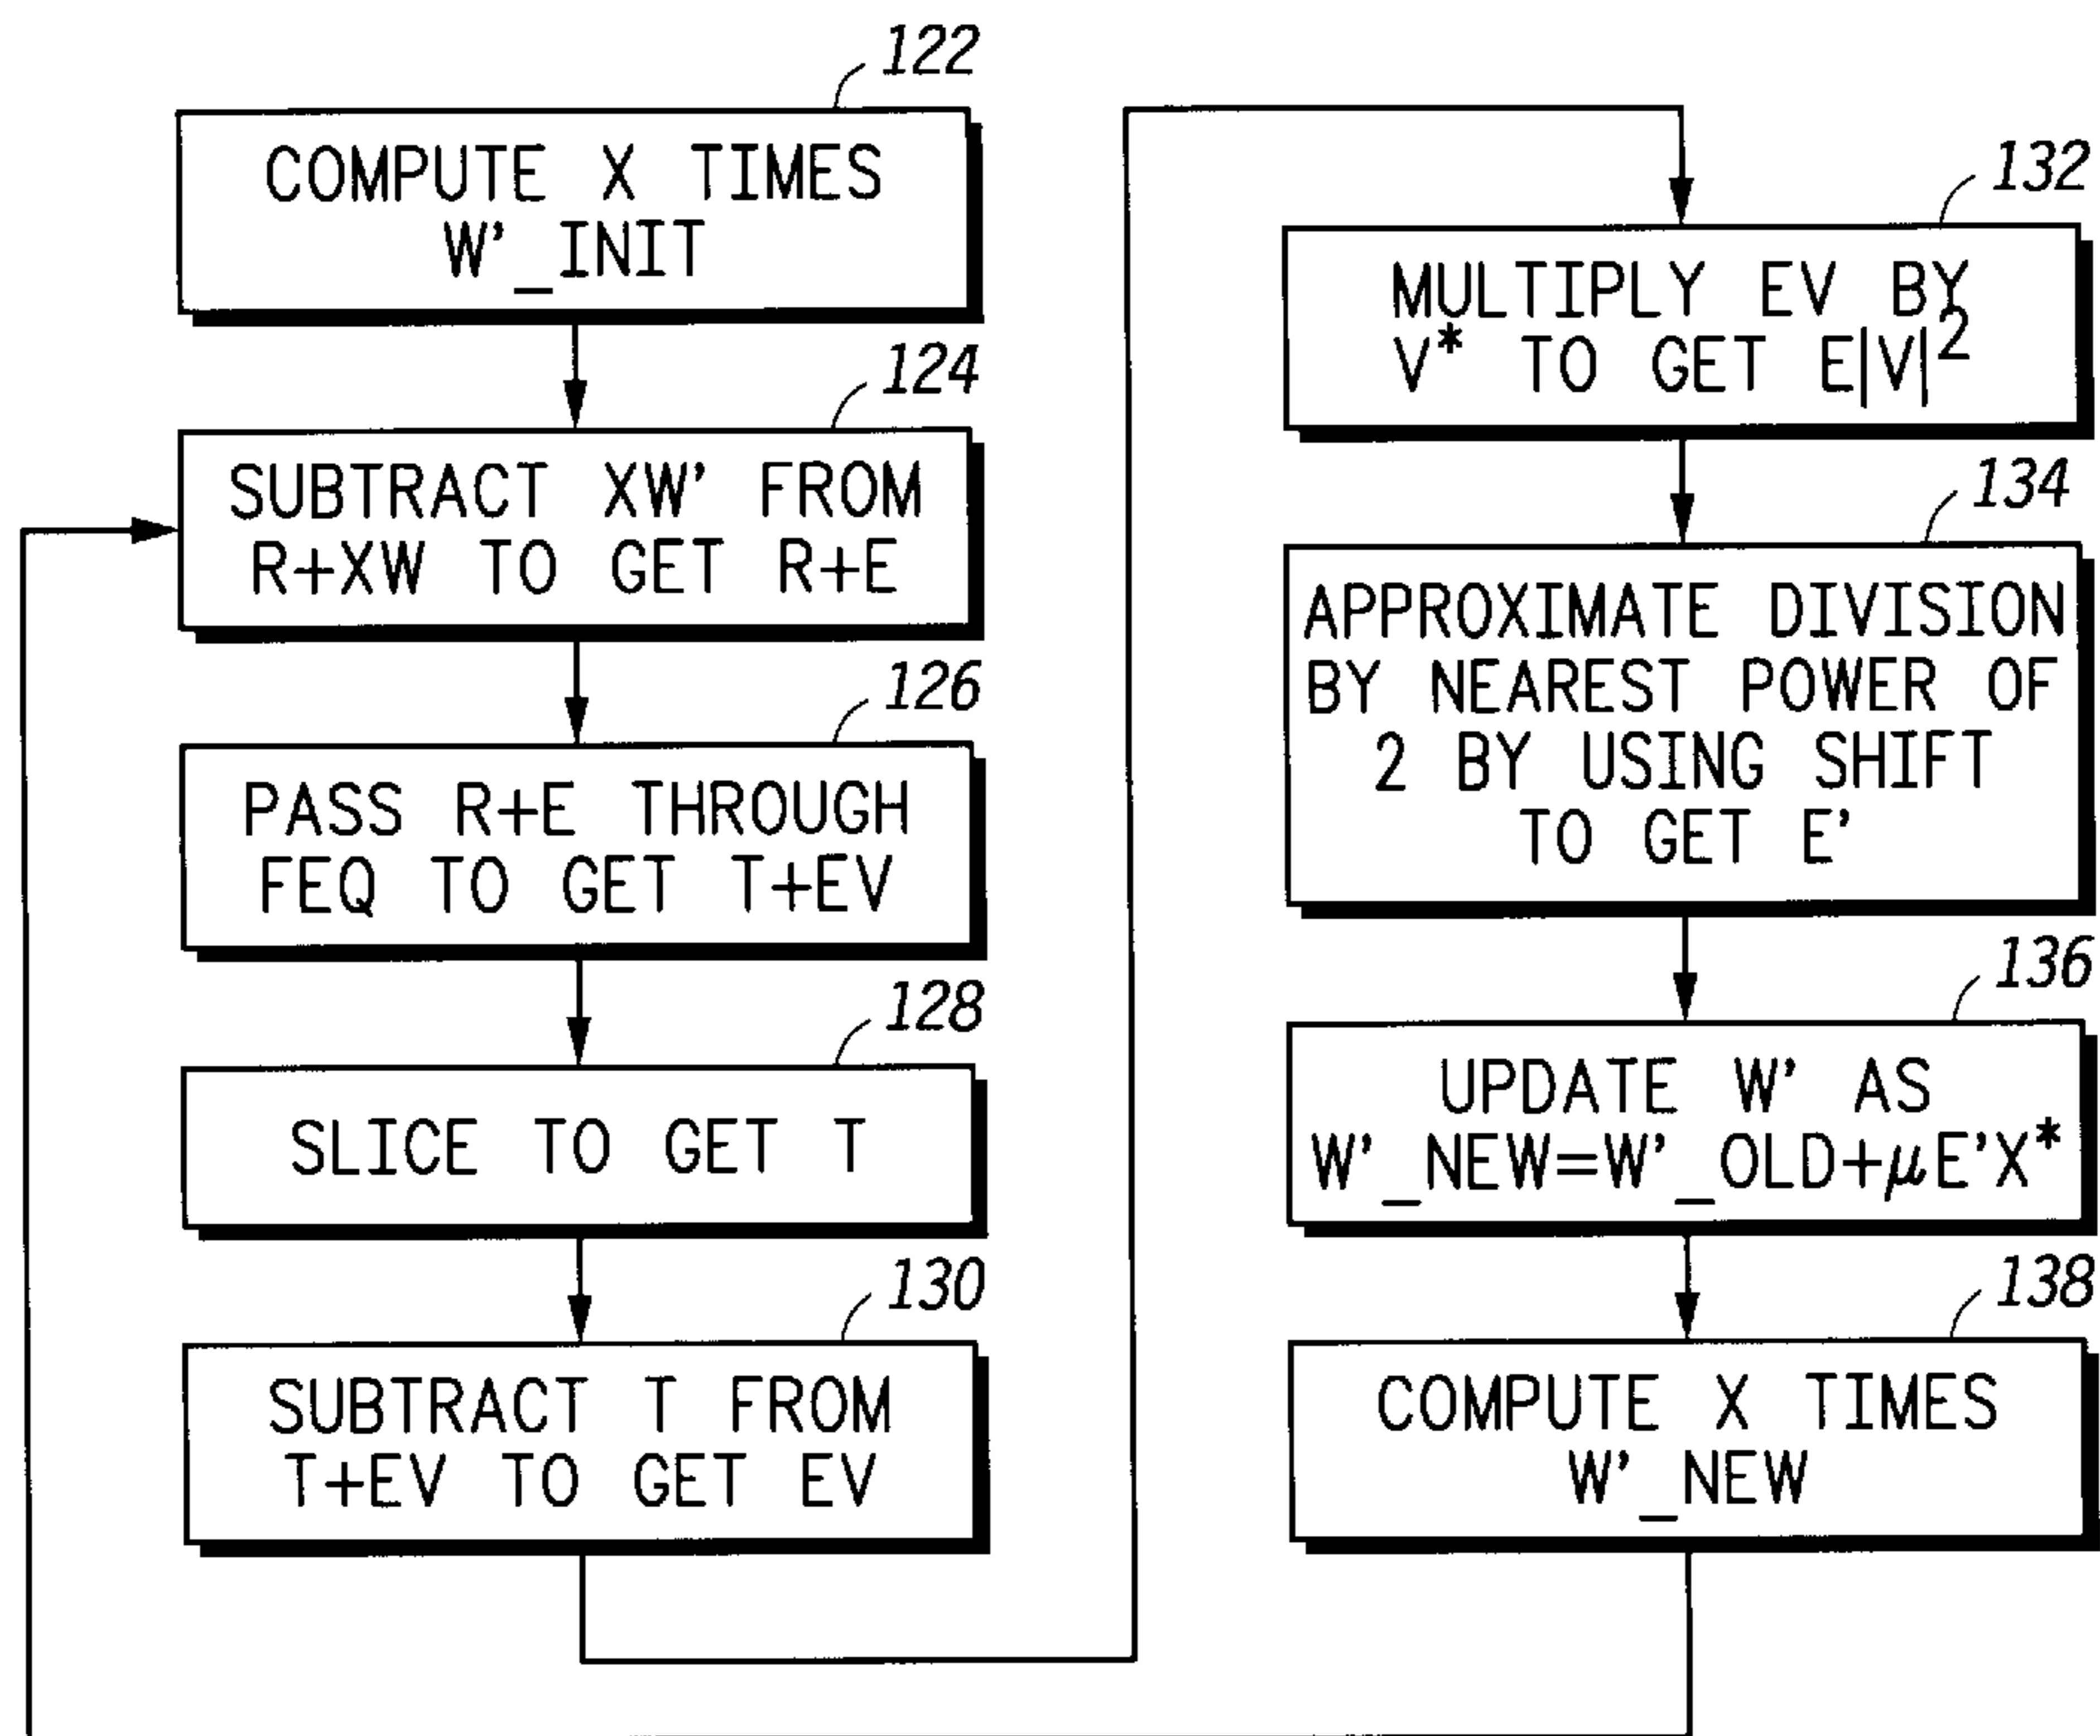 122
COMPUTE X TIMES
W'_INIT
124
SUBTRACT XW' FROM
R+XW TO GET R+E
126
PASS R+E THROUGH
FEQ TO GET T+EV
128
SLICE TO GET T
130
SUBTRACT T FROM
T+EV TO GET EV
132
MULTIPLY EV BY
V* TO GET E|V|²
134
APPROXIMATE DIVISION
BY NEAREST POWER OF
2 BY USING SHIFT
TO GET E'
136
UPDATE W' AS
W'_NEW=W'_OLD+μE'X*
138
COMPUTE X TIMES
W'_NEW